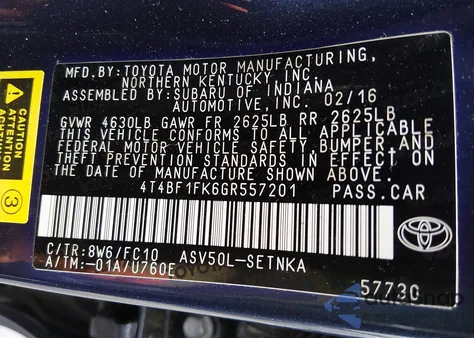 MFD.BY: TOYOTA MOTOR MANUFACTURING,
NORTHERN KENTUCKY, INC.
ASSEMBLED BY: SUBARU OF INDIANA
AUTOMOTIVE, INC. 02/16
GVWR 4630LB GAWR FR 2625LB RR 2625LB
THIS VEHICLE CONFORMS TO ALL APPLICABLE
FEDERAL MOTOR VEHICLE SAFETY, BUMPER, AND
THEFT PREVENTION STANDARDS IN EFFECT
ON THE DATE OF MANUFACTURE SHOWN ABOVE.
4T4BF1FK6GR557201 PASS.CAR
C/TR: 8W6/FC10 ASV50L-SETNKA
A/TM: -01A/U760E
57730
TOYOTA
CAUTION
ATTENTION
3